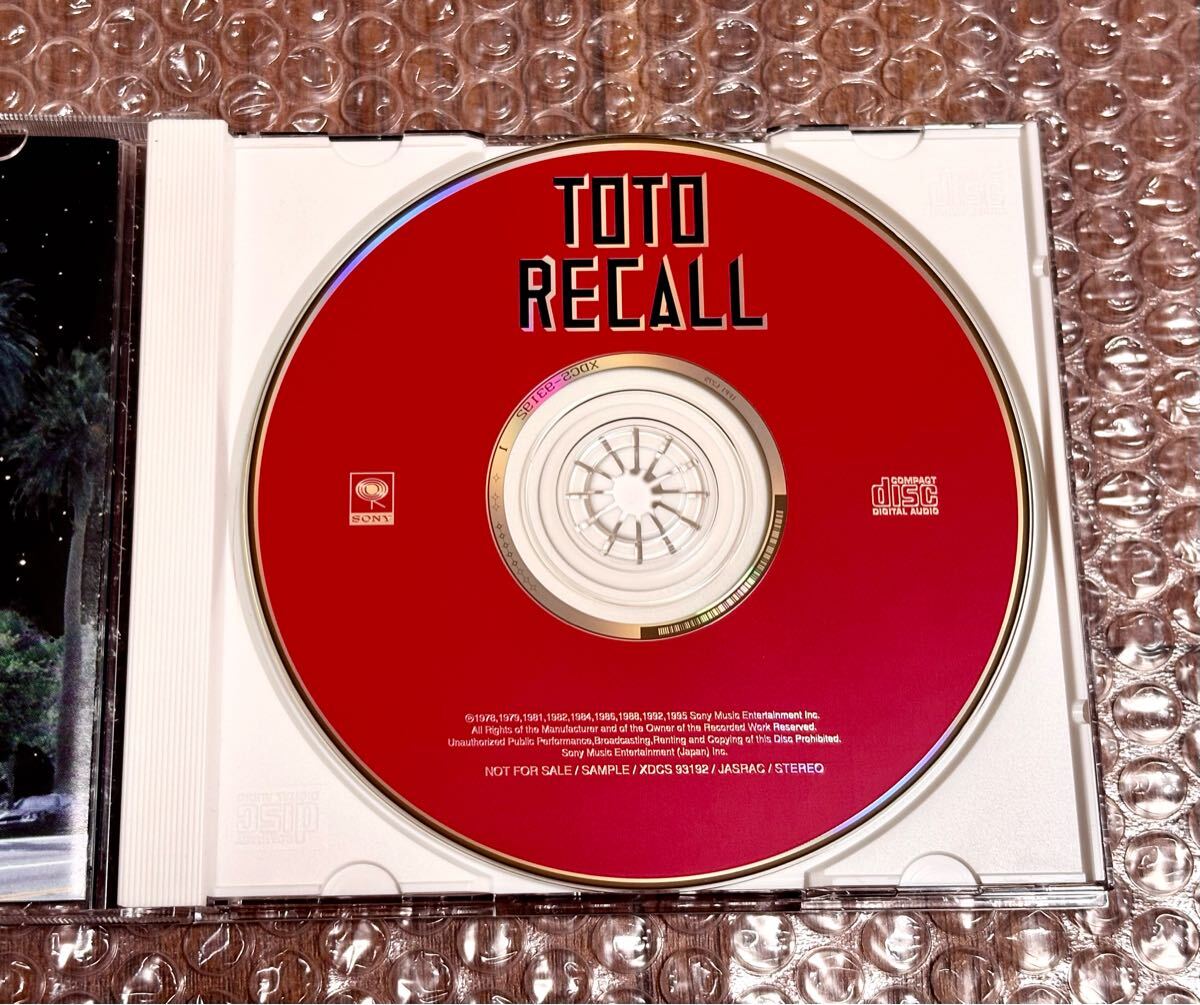 TOTO
RECALL
XDCS-93192
1
SONY
COMPACT
disc
DIGITAL AUDIO
℗1978,1979,1981,1982,1984,1986,1988,1992,1995 Sony Music Entertainment Inc.
All Rights of the Manufacturer and of the Owner of the Recorded Work Reserved.
Unauthorized Public Performance,Broadcasting,Renting and Copying of this Disc Prohibited.
Sony Music Entertainment (Japan) Inc.
NOT FOR SALE / SAMPLE / XDCS 93192 / JASRAC / STEREO
disc